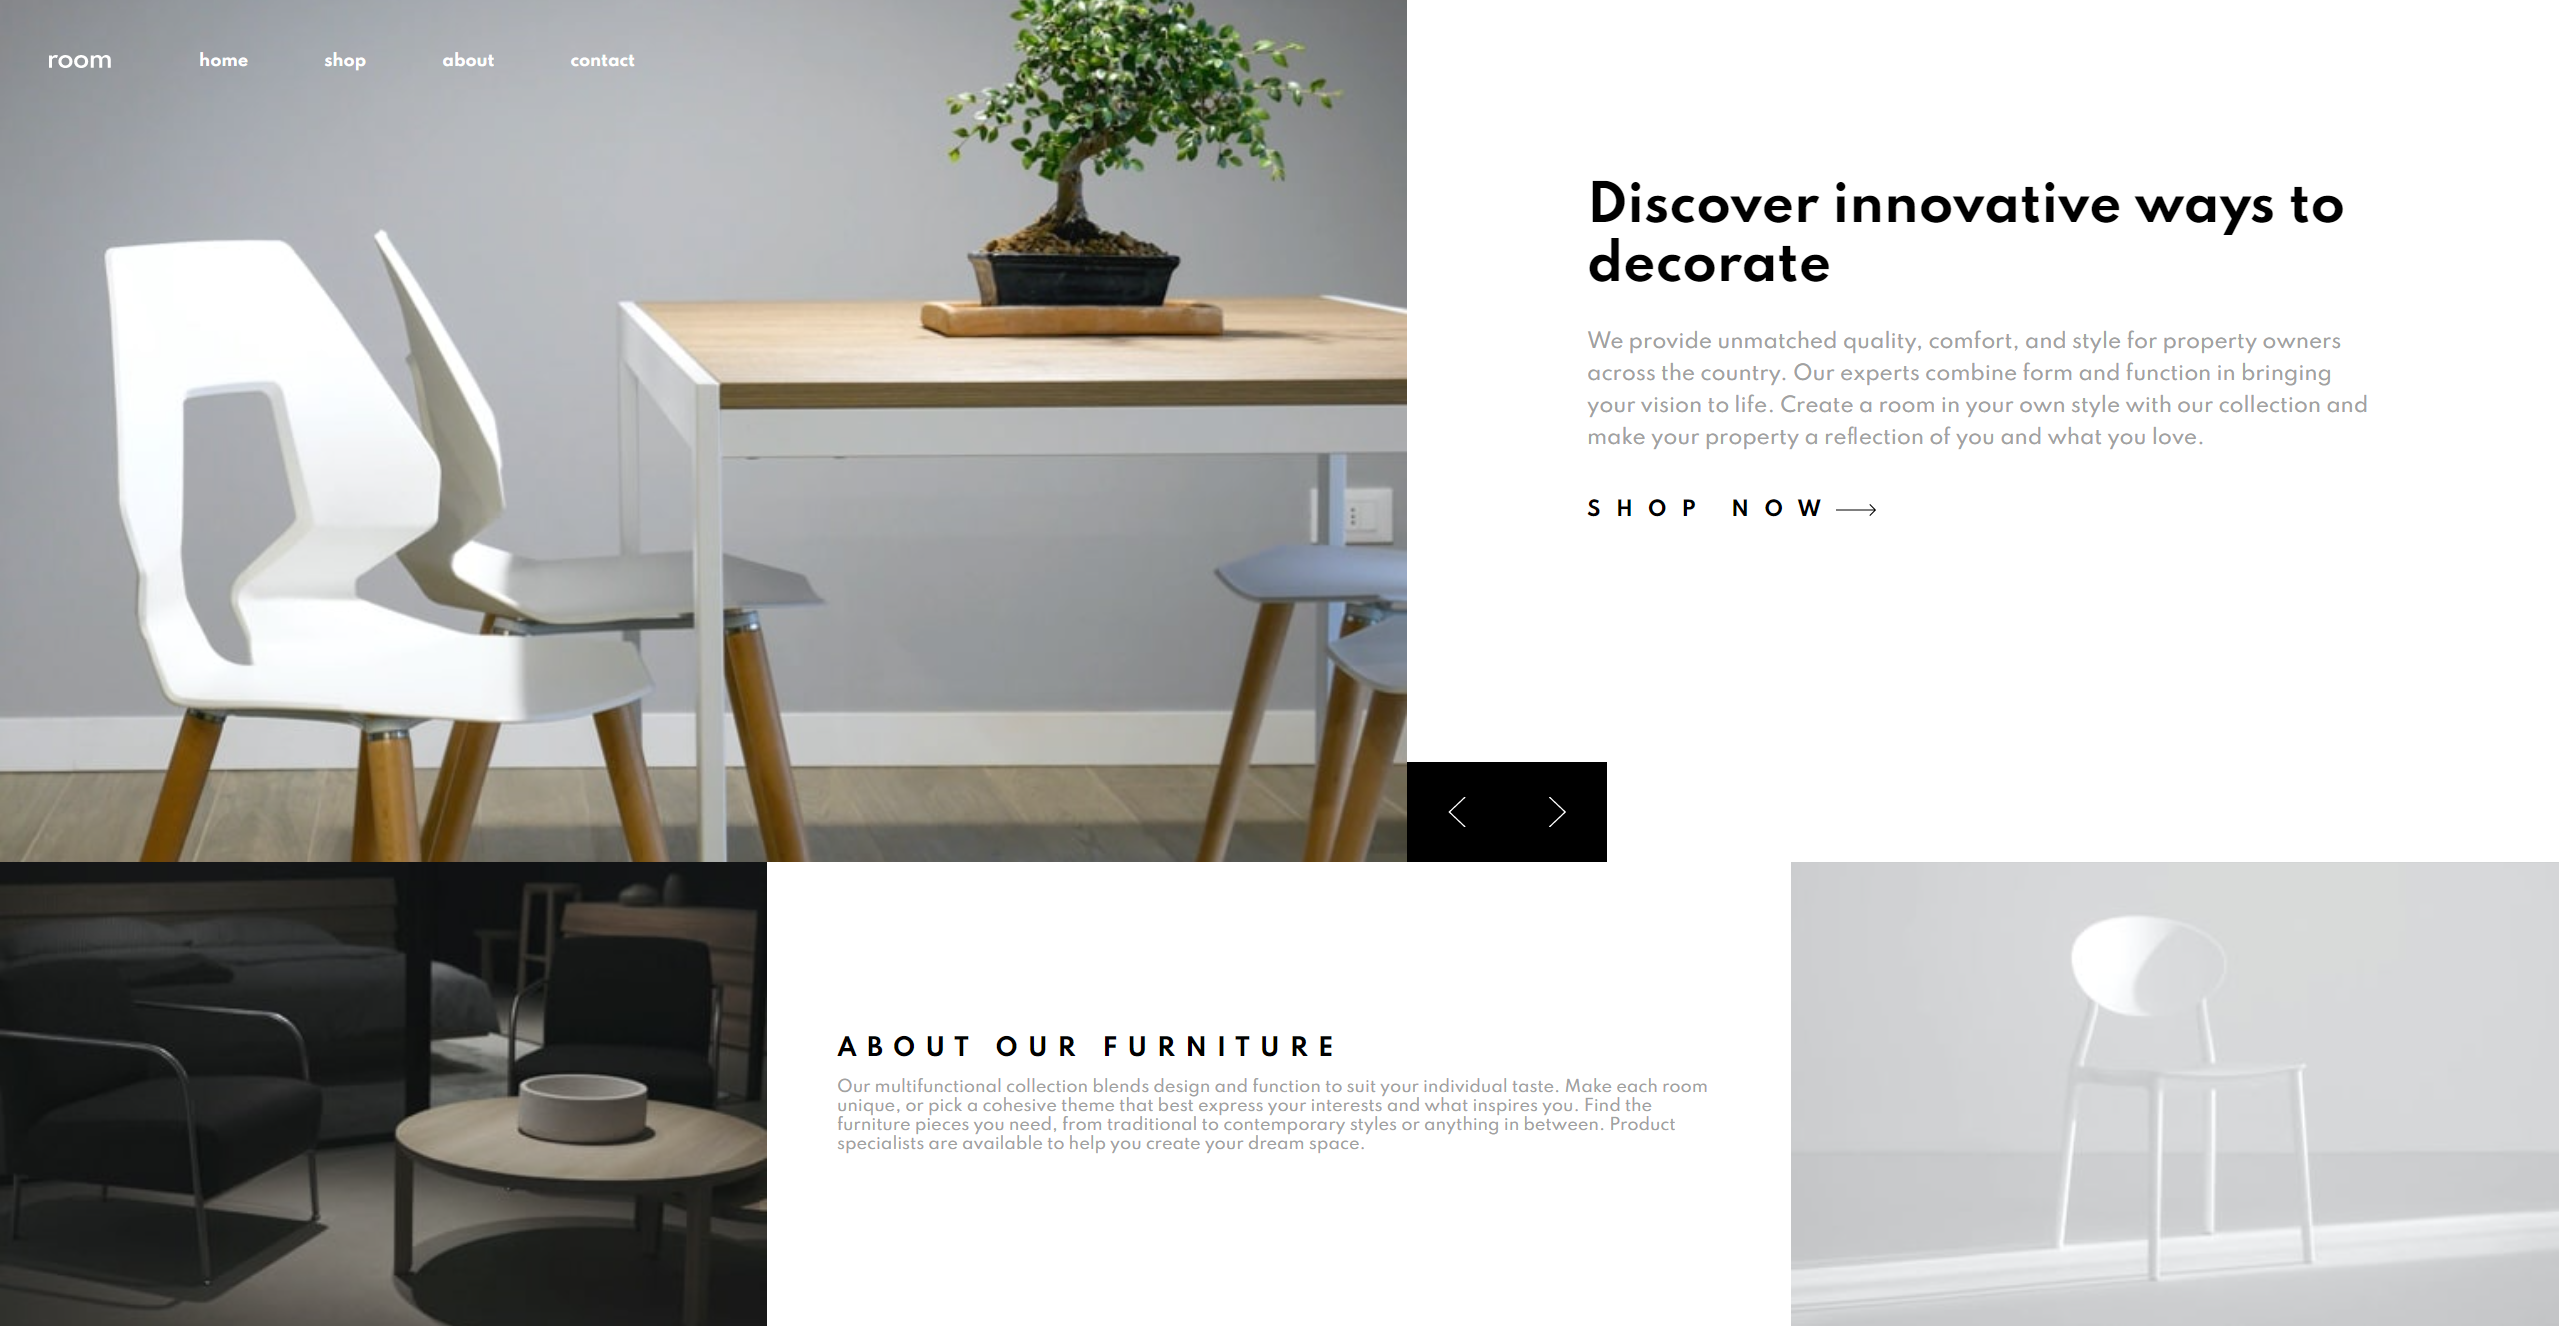 room
home shop about contact
Discover innovative ways to
decorate
We provide unmatched quality, comfort, and style for property owners
across the country. Our experts combine form and function in bringing
your vision to life. Create a room in your own style with our collection and
make your property a reflection of you and what you love.
SHOP NOW
ABOUT OUR FURNITURE
Our multifunctional collection blends design and function to suit your individual taste. Make each room
unique, or pick a cohesive theme that best express your interests and what inspires you. Find the
furniture pieces you need, from traditional to contemporary styles or anything in between. Product
specialists are available to help you create your dream space.